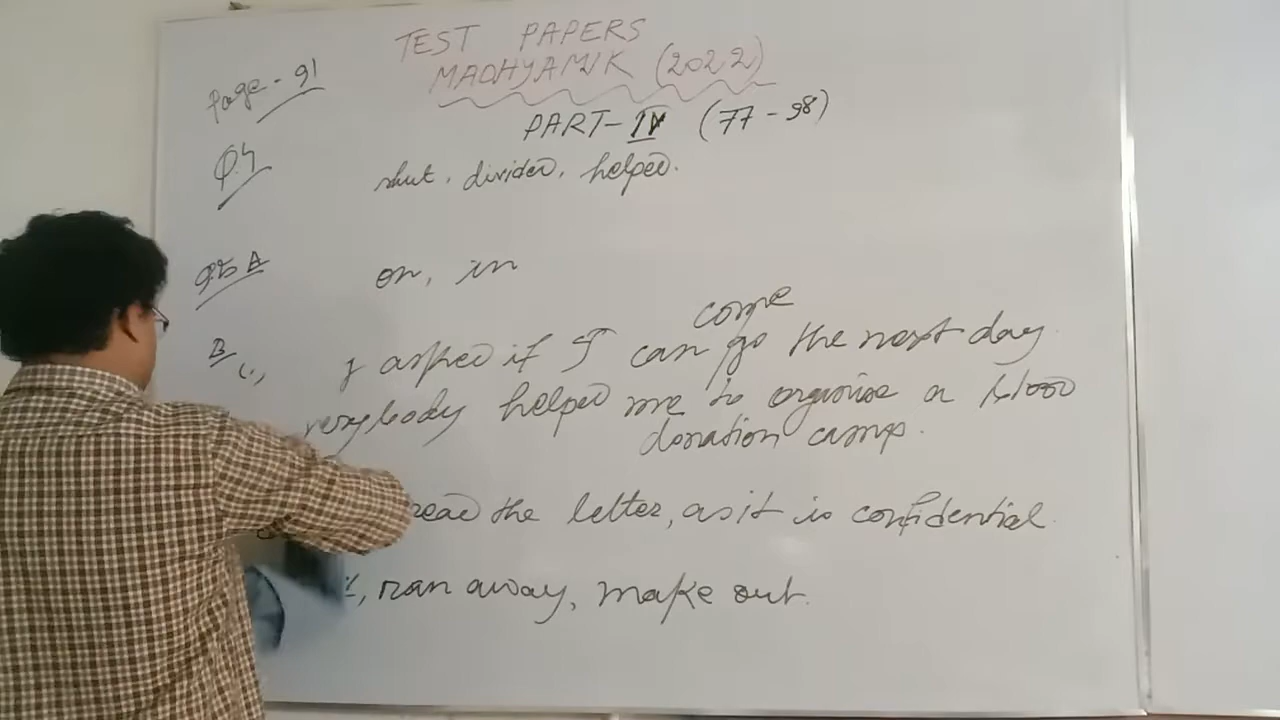 TEST PAPERS
MADHYAMIK (2022)
Page - 91
PART-IV (77 - 98)
Q.4 shut, divided, helped.
Q.5 A on, in
B (i) asked if I can go come the next day
verybody helped me to organise a blood
donation camp.
read the letter, as it is confidential
, ran away, make out.